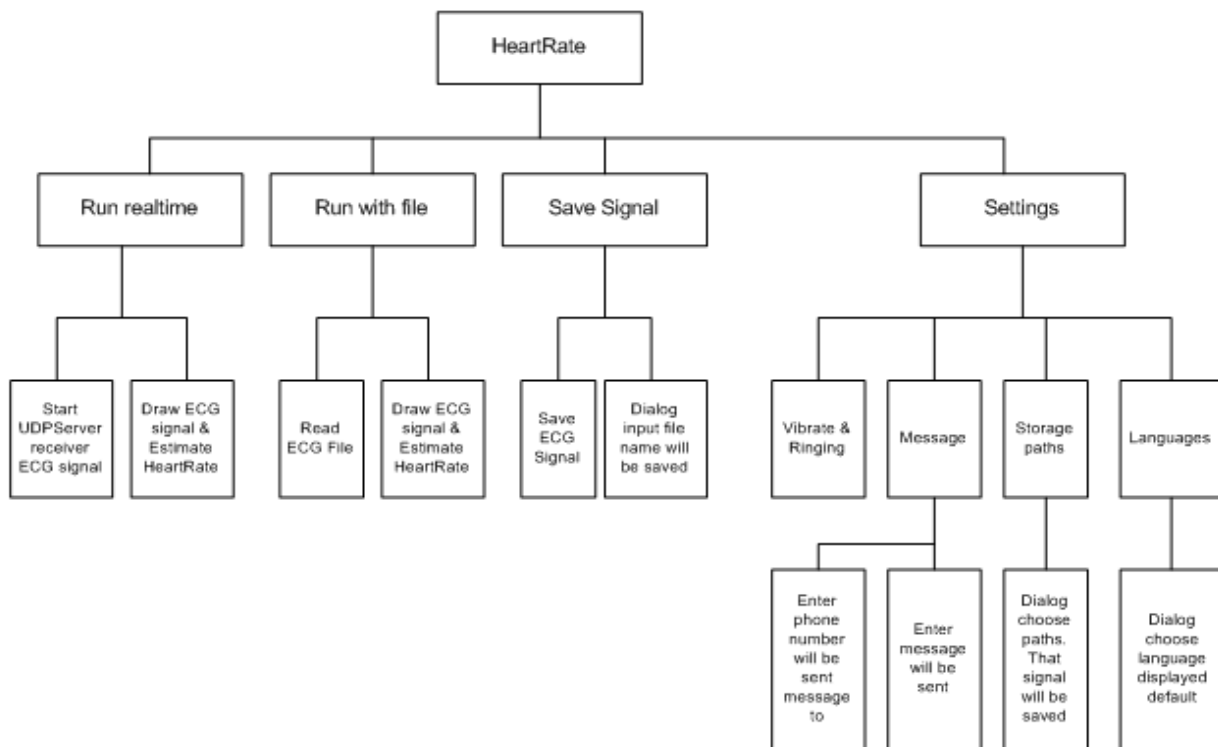 HeartRate
Run realtime
Run with file
Save Signal
Settings
Start
UDPServer
receiver
ECG signal
Draw ECG
signal &
Estimate
HeartRate
Read
ECG File
Draw ECG
signal &
Estimate
HeartRate
Save
ECG
Signal
Dialog
input file
name will
be saved
Vibrate &
Ringing
Message
Storage
paths
Languages
Enter
phone
number
will be
sent
message
to
Enter
message
will be
sent
Dialog
choose
paths.
That
signal
will be
saved
Dialog
choose
language
displayed
default